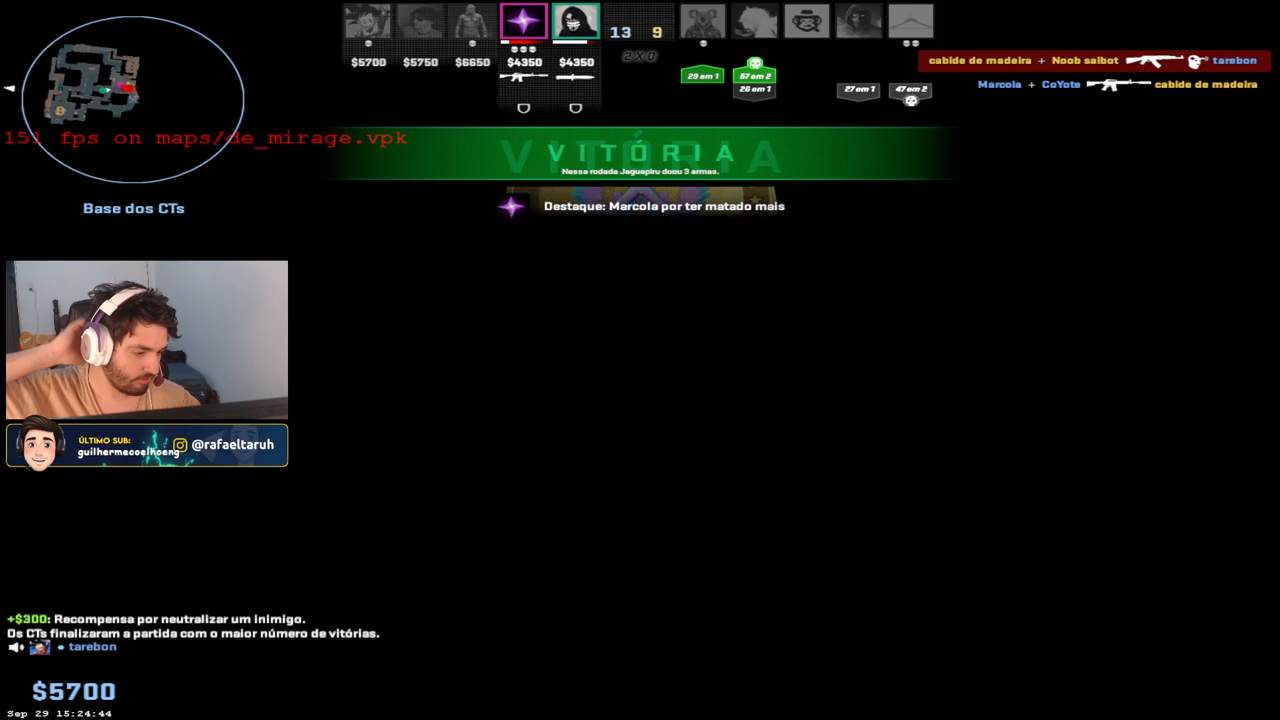 13 9
2X0
$5700 $5750 $6650 $4350 $4350
29 em 1 67 em 2
26 em 1 27 em 1 47 em 2
cabide de madeira + Noob saibot tarebon
Marcola + CoYote cabide de madeira
151 fps on maps/de_mirage.vpk
VITÓRIA
Nessa rodada Jaguapiru doou 3 armas.
Base dos CTs
Destaque: Marcola por ter matado mais
ÚLTIMO SUB:
guilhermecoelhoeng
@rafaeltaruh
+$300: Recompensa por neutralizar um inimigo.
Os CTs finalizaram a partida com o maior número de vitórias.
tarebon
$5700
Sep 29 15:24:44